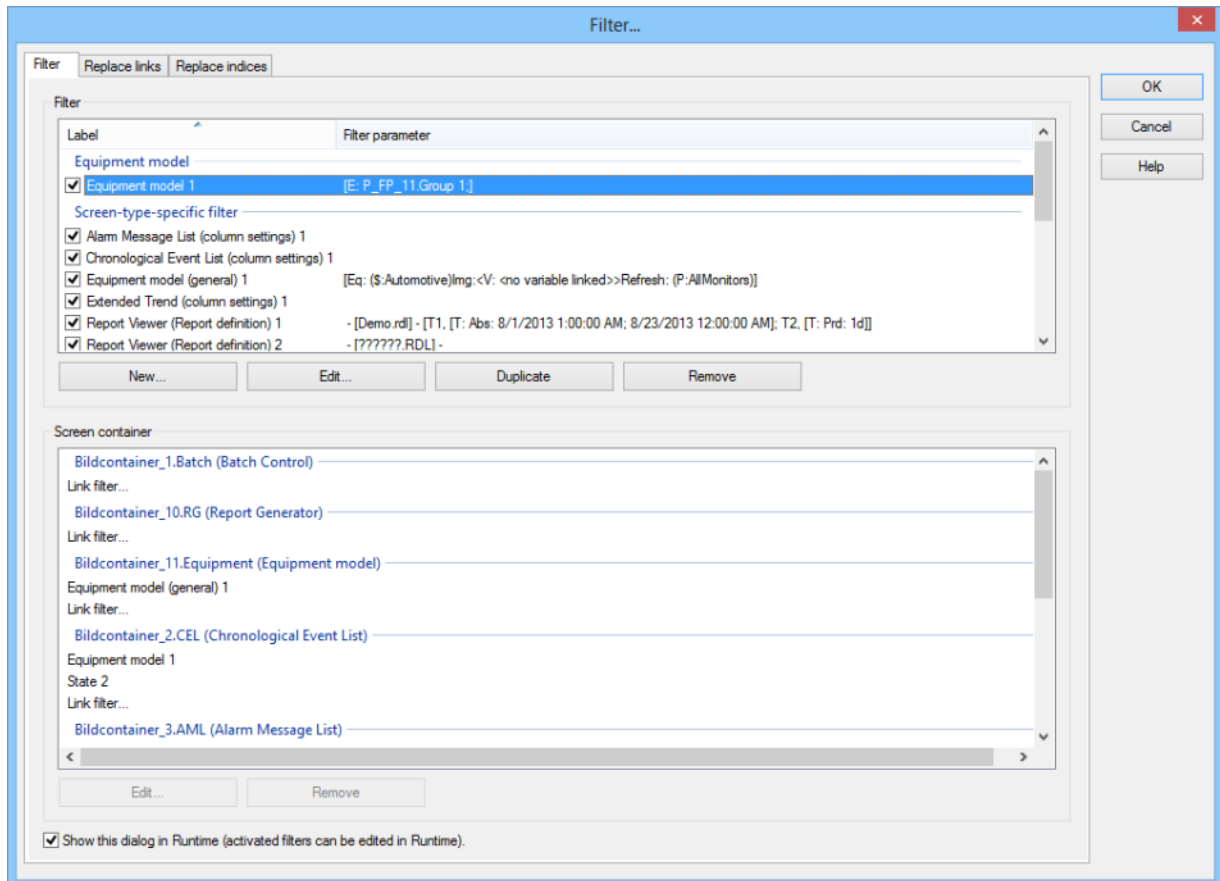 Filter...
Filter Replace links Replace indices
OK
Cancel
Help
Filter
Label Filter parameter
Equipment model
Equipment model 1 [E: P_FP_11.Group 1;]
Screen-type-specific filter
Alarm Message List (column settings) 1
Chronological Event List (column settings) 1
Equipment model (general) 1 [Eq: ($:Automotive)Img:<V: <no variable linked>>Refresh: (P:AllMonitors)]
Extended Trend (column settings) 1
Report Viewer (Report definition) 1 - [Demo.rdl] - [T1, [T: Abs: 8/1/2013 1:00:00 AM; 8/23/2013 12:00:00 AM]; T2, [T: Prd: 1d]]
Report Viewer (Report definition) 2 - [??????.RDL] -
New... Edit... Duplicate Remove
Screen container
Bildcontainer_1.Batch (Batch Control)
Link filter...
Bildcontainer_10.RG (Report Generator)
Link filter...
Bildcontainer_11.Equipment (Equipment model)
Equipment model (general) 1
Link filter...
Bildcontainer_2.CEL (Chronological Event List)
Equipment model 1
State 2
Link filter...
Bildcontainer_3.AML (Alarm Message List)
Edit... Remove
Show this dialog in Runtime (activated filters can be edited in Runtime).